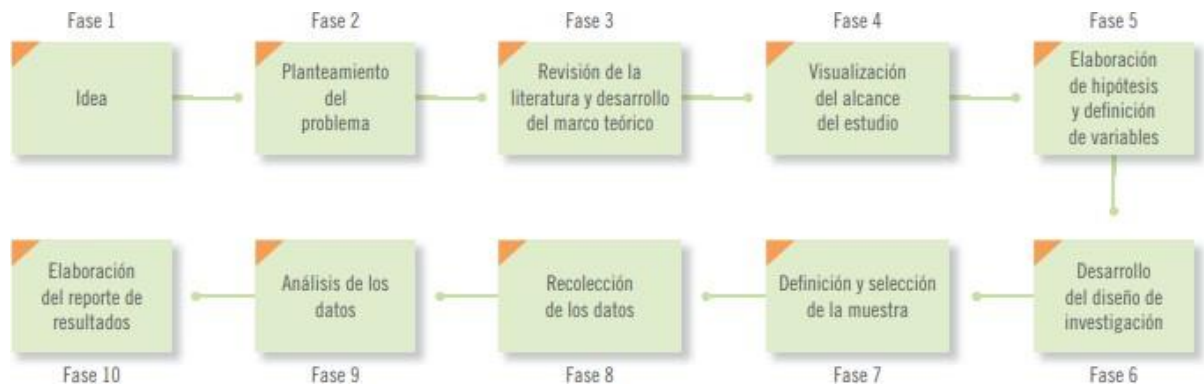 Fase 1
Idea
Fase 2
Planteamiento
del
problema
Fase 3
Revisión de la
literatura y desarrollo
del marco teórico
Fase 4
Visualización
del alcance
del estudio
Fase 5
Elaboración
de hipótesis
y definición
de variables
Desarrollo
del diseño de
investigación
Fase 6
Definición y selección
de la muestra
Fase 7
Recolección
de los datos
Fase 8
Análisis de los
datos
Fase 9
Elaboración
del reporte de
resultados
Fase 10